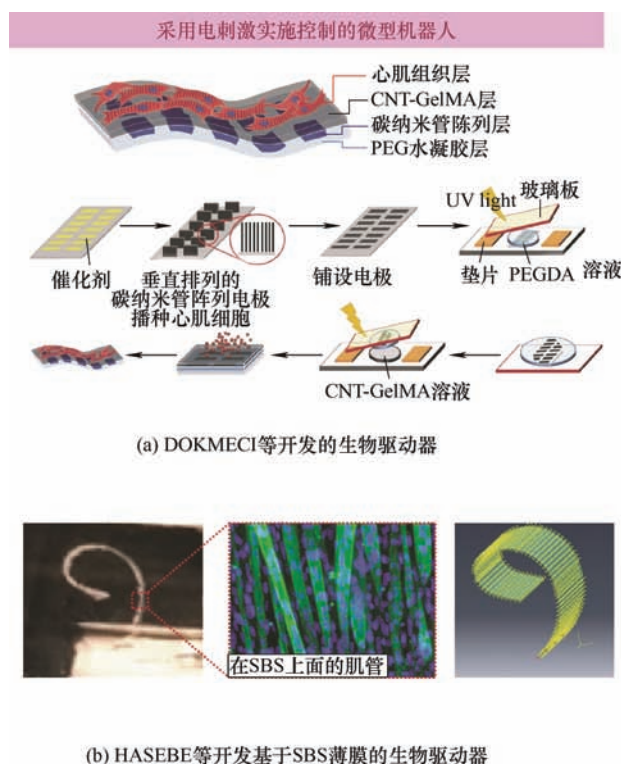 采用电刺激实施控制的微型机器人
心肌组织层
CNT-GelMA层
碳纳米管阵列层
PEG水凝胶层
UV light
玻璃板
催化剂
垂直排列的
碳纳米管阵列电极
播种心肌细胞
铺设电极
垫片 PEGDA 溶液
CNT-GelMA溶液
(a) DOKMECI等开发的生物驱动器
在SBS上面的肌管
(b) HASEBE等开发基于SBS薄膜的生物驱动器